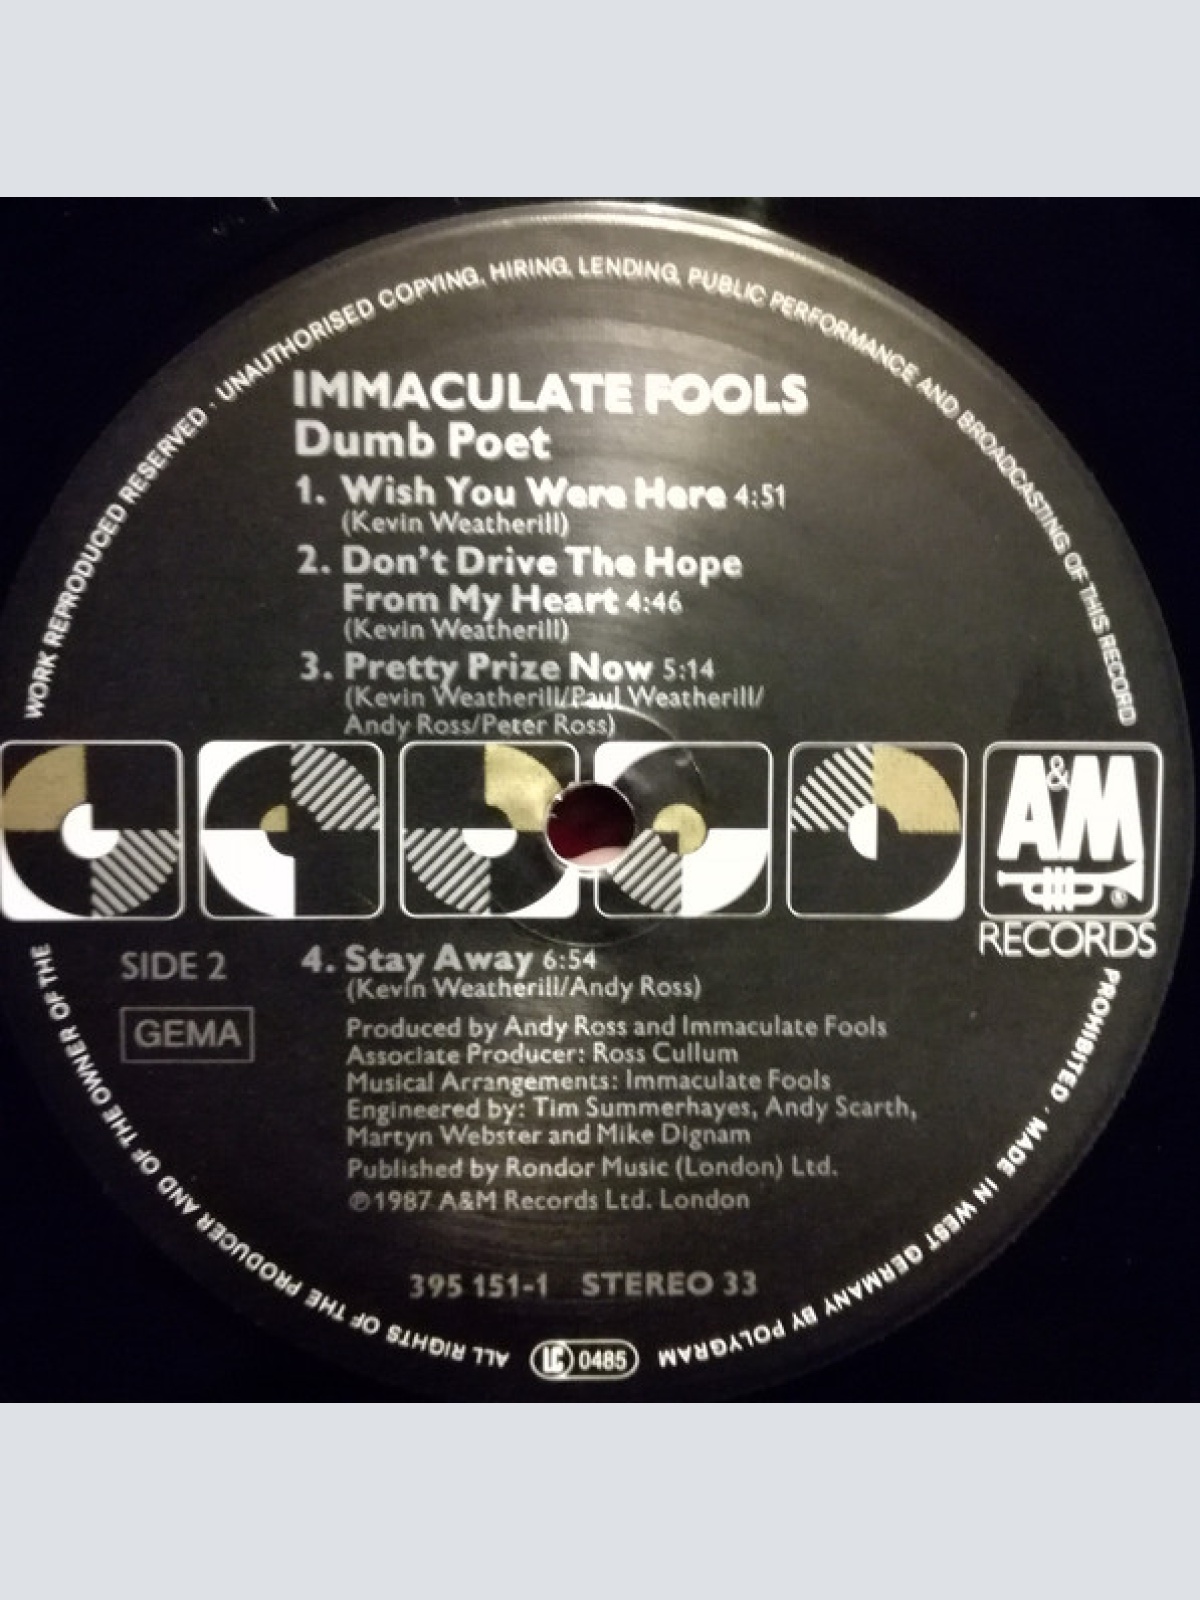 IMMACULATE FOOLS
Dumb Poet
1. Wish You Were Here 4:51
(Kevin Weatherill)
2. Don't Drive The Hope
From My Heart 4:46
(Kevin Weatherill)
3. Pretty Prize Now 5:14
(Kevin Weatherill/Paul Weatherill/
Andy Ross/Peter Ross)
A&M
®
RECORDS
SIDE 2
GEMA
4. Stay Away 6:54
(Kevin Weatherill/Andy Ross)
Produced by Andy Ross and Immaculate Fools
Associate Producer: Ross Cullum
Musical Arrangements: Immaculate Fools
Engineered by: Tim Summerhayes, Andy Scarth,
Martyn Webster and Mike Dignam
Published by Rondor Music (London) Ltd.
℗1987 A&M Records Ltd. London
395 151-1 STEREO 33
LC 0485
ALL RIGHTS OF THE PRODUCER AND OF THE OWNER OF THE
WORK REPRODUCED RESERVED · UNAUTHORISED COPYING, HIRING, LENDING, PUBLIC PERFORMANCE AND BROADCASTING OF THIS RECORD
PROHIBITED · MADE IN WEST GERMANY BY POLYGRAM